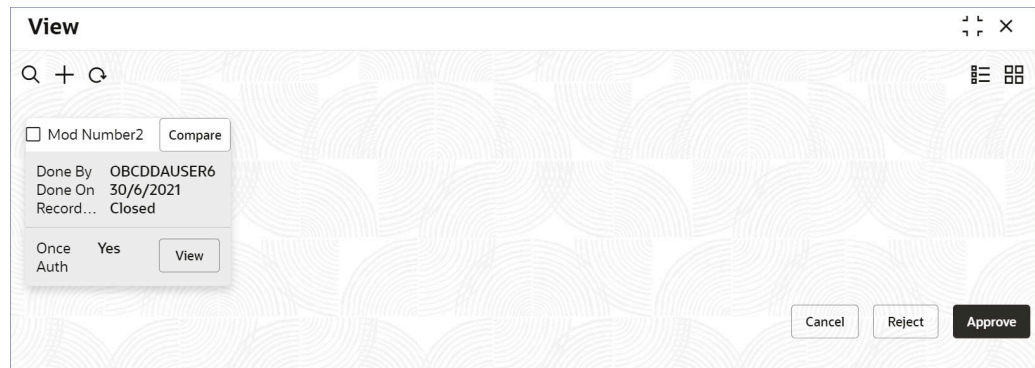 View
Mod Number2 Compare
Done By OBCDDAUSER6
Done On 30/6/2021
Record... Closed
Once Auth Yes View
Cancel Reject Approve